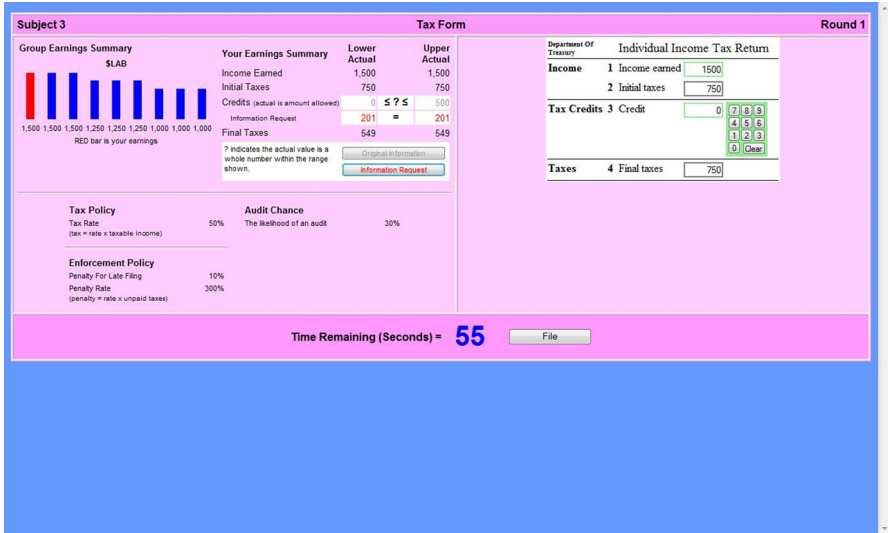 Subject 3
Tax Form
Round 1
Group Earnings Summary
$LAB
1,500 1,500 1,500 1,250 1,250 1,250 1,000 1,000 1,000
RED bar is your earnings
Your Earnings Summary Lower Actual Upper Actual
Income Earned 1,500 1,500
Initial Taxes 750 750
Credits (actual is amount allowed) 0 ≤ ? ≤ 500
Information Request 201 = 201
Final Taxes 549 549
? indicates the actual value is a
whole number within the range
shown.
Original Information
Information Request
Tax Policy
Tax Rate 50%
(tax = rate x taxable income)
Audit Chance
The likelihood of an audit 30%
Enforcement Policy
Penalty For Late Filing 10%
Penalty Rate 300%
(penalty = rate x unpaid taxes)
Department Of
Treasury
Individual Income Tax Return
Income 1 Income earned 1500
2 Initial taxes 750
Tax Credits 3 Credit 0
7 8 9
4 5 6
1 2 3
0 Clear
Taxes 4 Final taxes 750
Time Remaining (Seconds) = 55 File